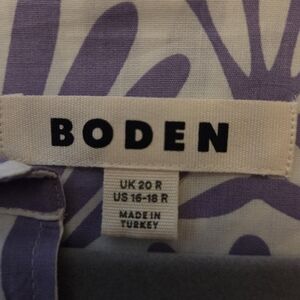 BODEN
UK 20 R
US 16-18 R
MADE IN
TURKEY